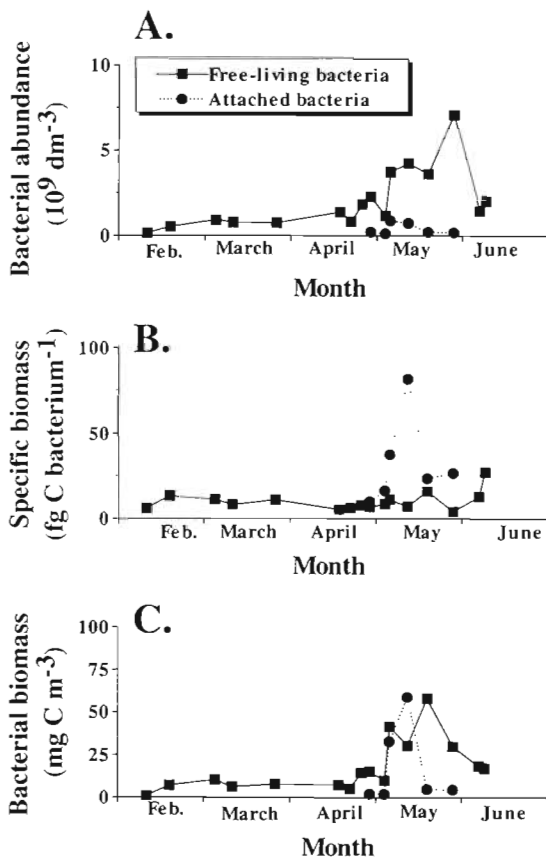 A.
Free-living bacteria
Attached bacteria
Bacterial abundance
(10⁹ dm⁻³)
10
5
0
Feb. March April May June
Month
B.
Specific biomass
(fg C bacterium⁻¹)
100
50
0
Feb. March April May June
Month
C.
Bacterial biomass
(mg C m⁻³)
100
75
50
25
0
Feb. March April May June
Month